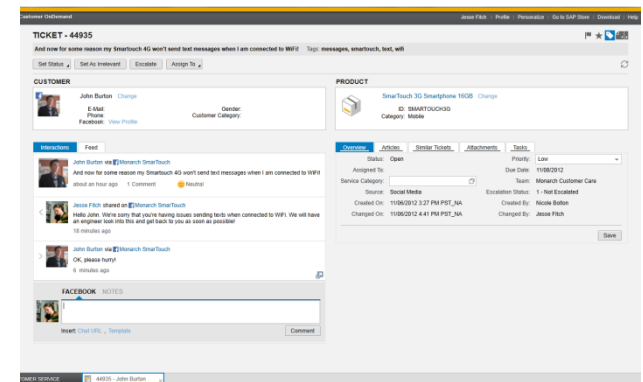 Customer OnDemand
Jesse Fitch | Profile | Personalize | Go to SAP Store | Download | Help
TICKET - 44935
And now for some reason my Smartouch 4G won't send text messages when I am connected to WiFi! Tags: messages, smartouch, text, wifi
Set Status Set As Irrelevant Escalate Assign To
CUSTOMER
John Burton Change
E-Mail: Gender:
Phone: Customer Category:
Facebook: View Profile
PRODUCT
SmarTouch 3G Smartphone 16GB Change
ID: SMARTOUCH3G
Category: Mobile
Interactions Feed
John Burton via Monarch SmarTouch
And now for some reason my Smartouch 4G won't send text messages when I am connected to WiFi!
about an hour ago 1 Comment Neutral
Jesse Fitch shared on Monarch SmarTouch
Hello John. We're sorry that you're having issues sending texts when connected to WiFi. We will have
an engineer look into this and get back to you as soon as possible!
18 minutes ago
John Burton via Monarch SmarTouch
OK, please hurry!
6 minutes ago
FACEBOOK NOTES
Insert: Chat URL , Template
Comment
Overview Articles Similar Tickets Attachments Tasks
Status: Open Priority: Low
Assigned To: Due Date: 11/08/2012
Service Category: Team: Monarch Customer Care
Source: Social Media Escalation Status: 1 - Not Escalated
Created On: 11/06/2012 3:27 PM PST_NA Created By: Nicole Bolton
Changed On: 11/06/2012 4:41 PM PST_NA Changed By: Jesse Fitch
Save
OMER SERVICE 44935 - John Burton